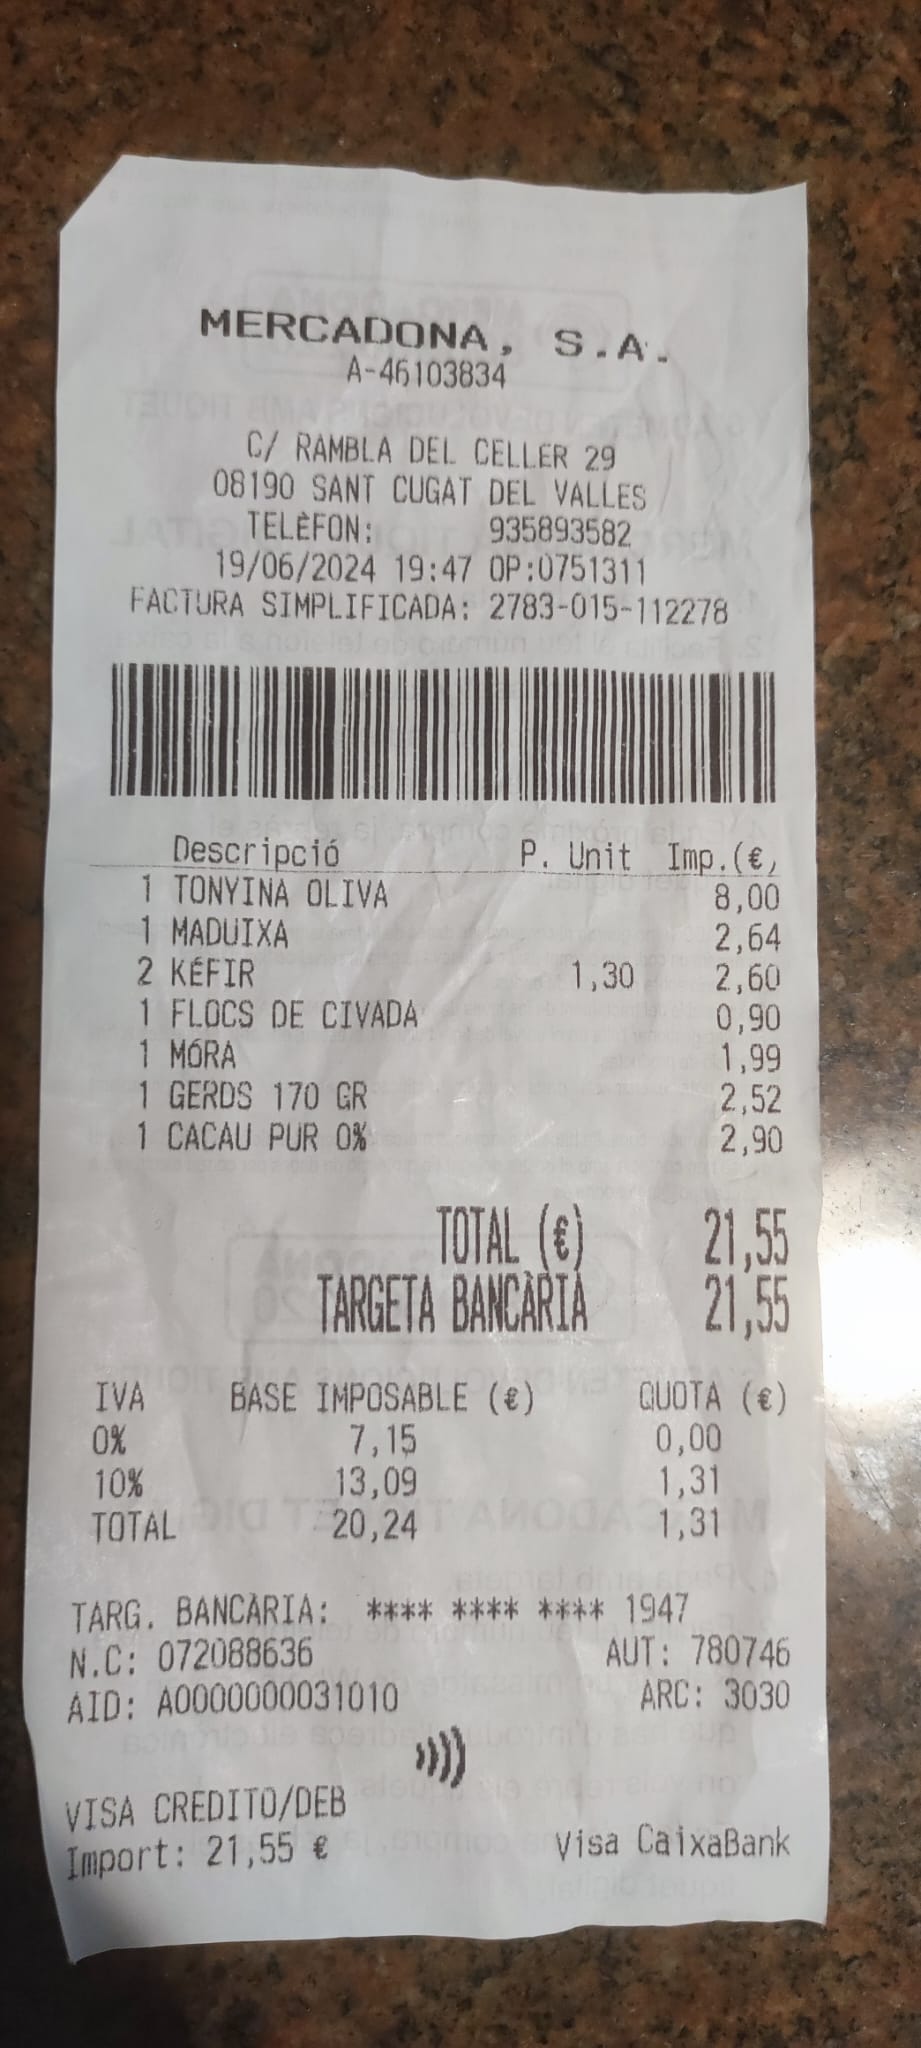 MERCADONA, S.A.
A-46103834
C/ RAMBLA DEL CELLER 29
08190 SANT CUGAT DEL VALLES
TELÈFON: 935893582
19/06/2024 19:47 OP:0751311
FACTURA SIMPLIFICADA: 2783-015-112278
Descripció P. Unit Imp.(€,
1 TONYINA OLIVA 8,00
1 MADUIXA 2,64
2 KÉFIR 1,30 2,60
1 FLOCS DE CIVADA 0,90
1 MÓRA 1,99
1 GERDS 170 GR 2,52
1 CACAU PUR 0% 2,90
TOTAL (€) 21,55
TARGETA BANCÀRIA 21,55
IVA BASE IMPOSABLE (€) QUOTA (€)
0% 7,15 0,00
10% 13,09 1,31
TOTAL 20,24 1,31
TARG. BANCÀRIA: **** **** **** 1947
N.C: 072088636 AUT: 780746
AID: A0000000031010 ARC: 3030
VISA CREDITO/DEB
Import: 21,55 € Visa CaixaBank